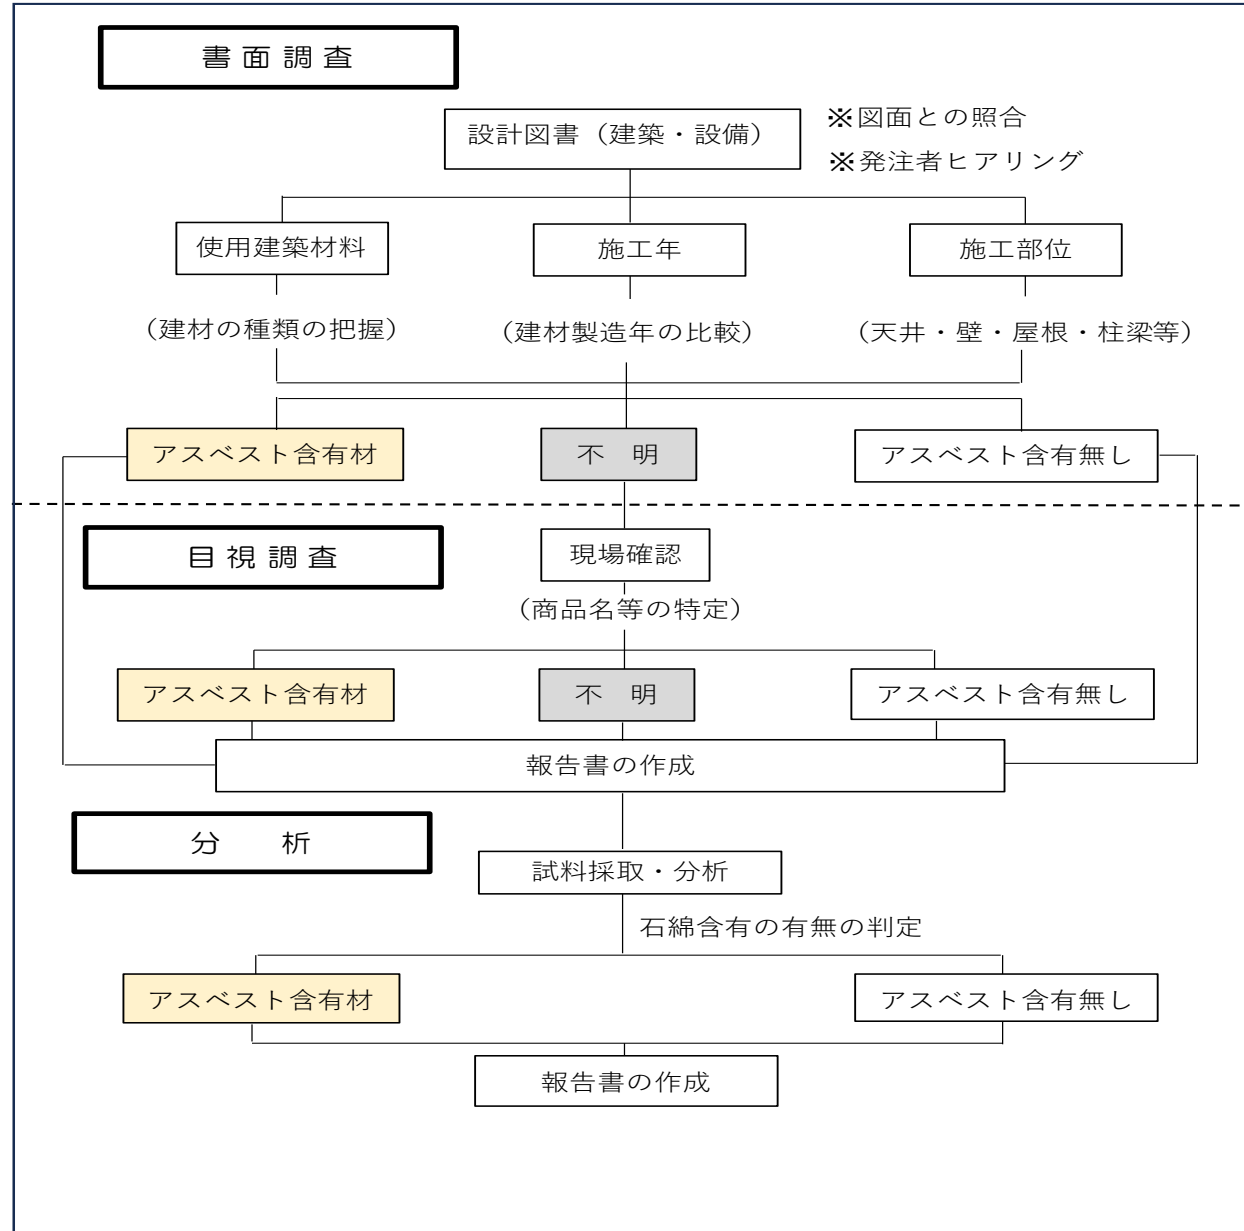 書面調査
設計図書（建築・設備）
※図面との照合
※発注者ヒアリング
使用建築材料
施工年
施工部位
（建材の種類の把握）
（建材製造年の比較）
（天井・壁・屋根・柱梁等）
アスベスト含有材
不　明
アスベスト含有無し
目視調査
現場確認
（商品名等の特定）
アスベスト含有材
不　明
アスベスト含有無し
報告書の作成
分　析
試料採取・分析
石綿含有の有無の判定
アスベスト含有材
アスベスト含有無し
報告書の作成